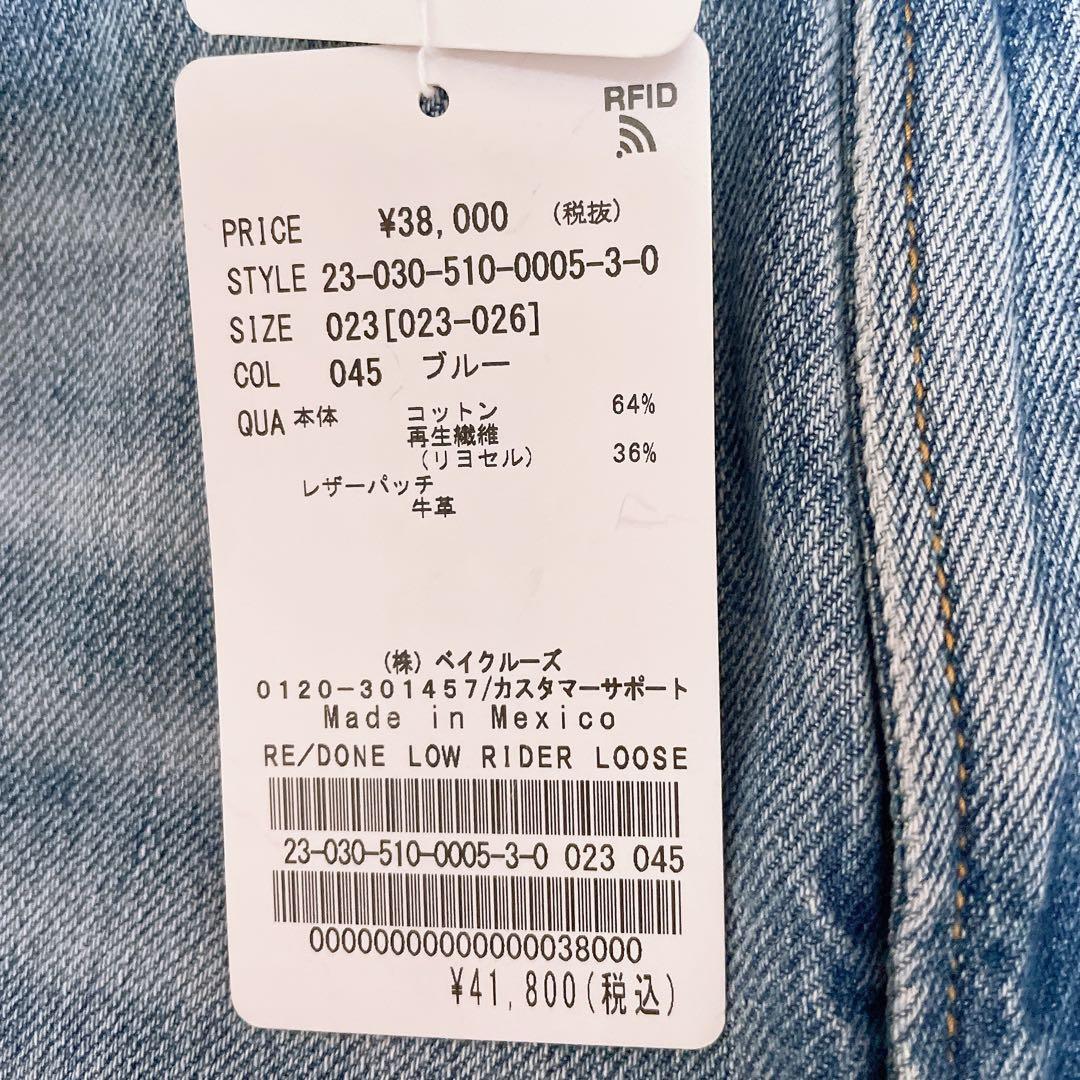 RFID
PRICE ¥38,000 (税抜)
STYLE 23-030-510-0005-3-0
SIZE 023[023-026]
COL 045 ブルー
QUA 本体 コットン 64%
再生繊維
(リヨセル) 36%
レザーパッチ
牛革
(株)ベイクルーズ
0120-301457/カスタマーサポート
Made in Mexico
RE/DONE LOW RIDER LOOSE
23-030-510-0005-3-0 023 045
00000000000000038000
¥41,800(税込)